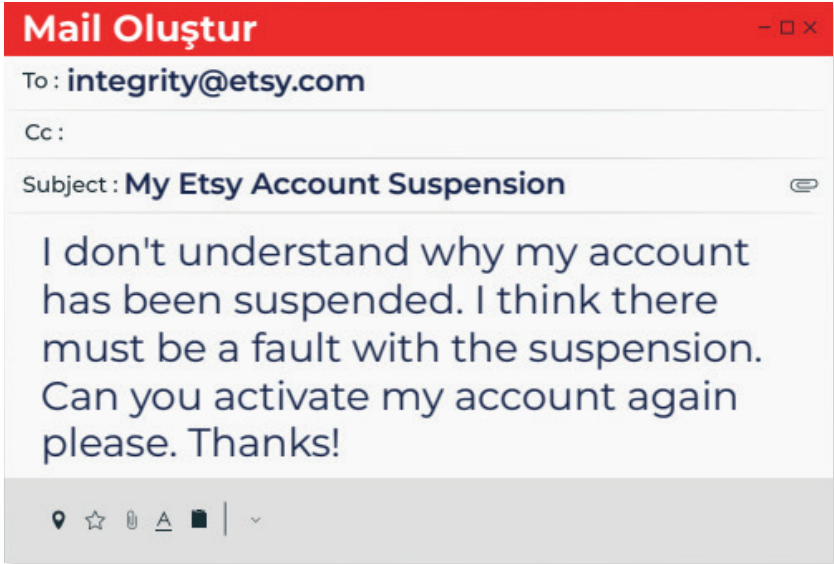 Mail Oluştur
To : integrity@etsy.com
Cc :
Subject : My Etsy Account Suspension
I don't understand why my account
has been suspended. I think there
must be a fault with the suspension.
Can you activate my account again
please. Thanks!
A